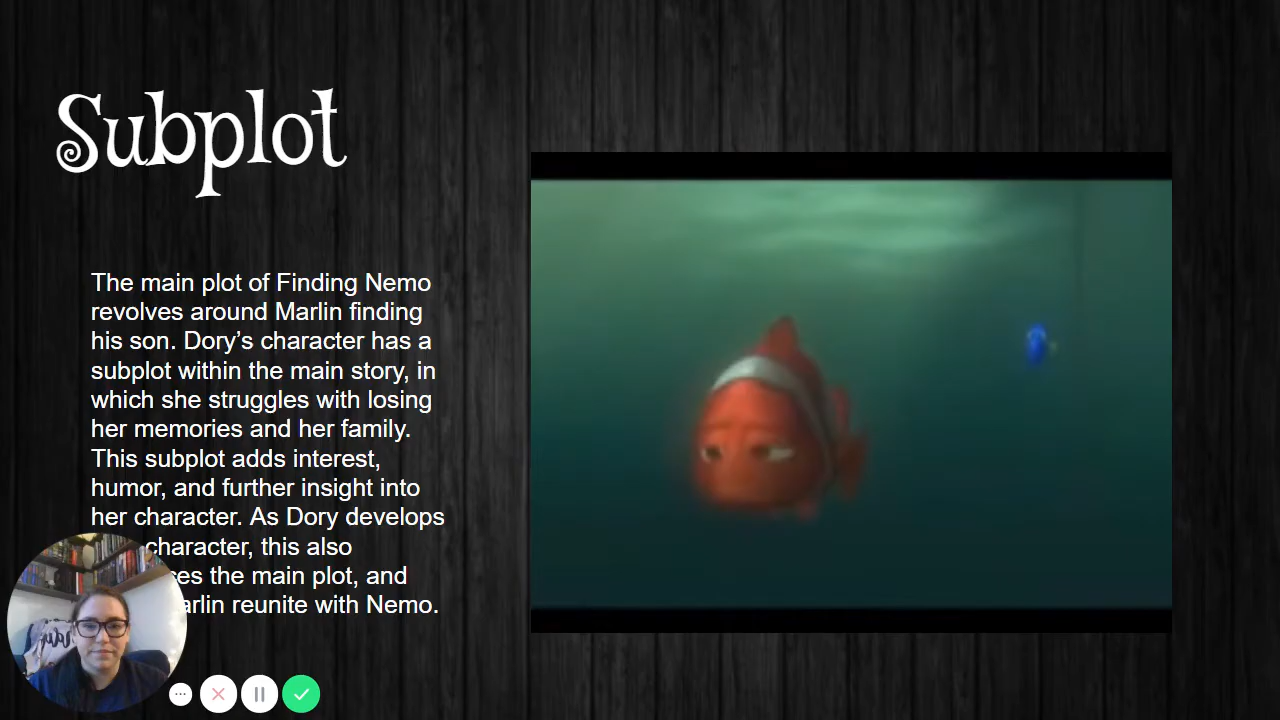 Subplot
The main plot of Finding Nemo
revolves around Marlin finding
his son. Dory’s character has a
subplot within the main story, in
which she struggles with losing
her memories and her family.
This subplot adds interest,
humor, and further insight into
her character. As Dory develops
character, this also
the main plot, and
reunite with Nemo.